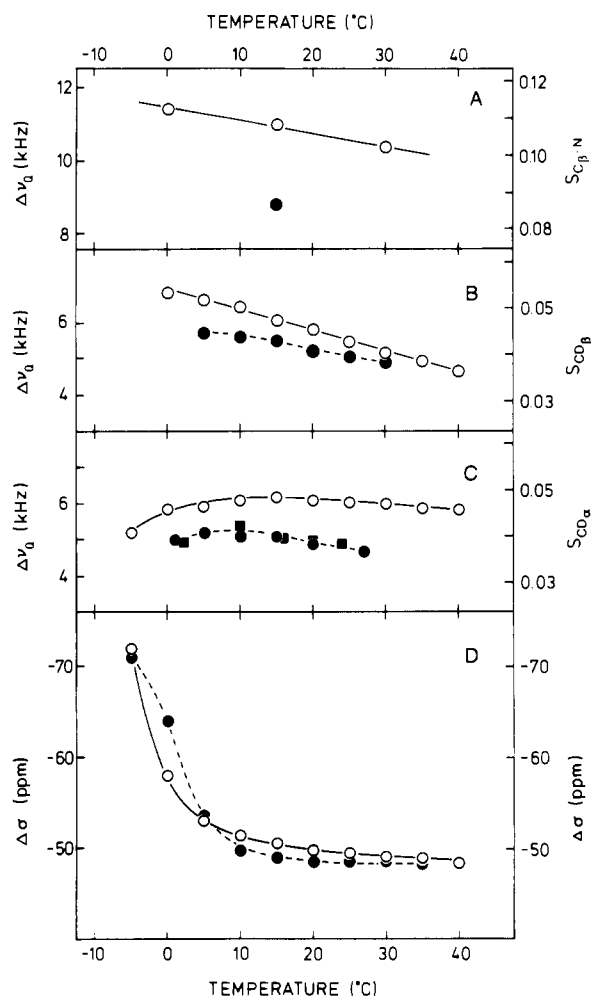 TEMPERATURE (°C)
-10 0 10 20 30 40
12 10 8
Δν_Q (kHz)
A
0.12 0.10 0.08
S_Cβ-N
6 4
Δν_Q (kHz)
B
0.05 0.03
S_CDβ
6 4
Δν_Q (kHz)
C
0.05 0.03
S_CDα
-70 -60 -50
Δσ (ppm)
D
-70 -60 -50
Δσ (ppm)
-10 0 10 20 30 40
TEMPERATURE (°C)